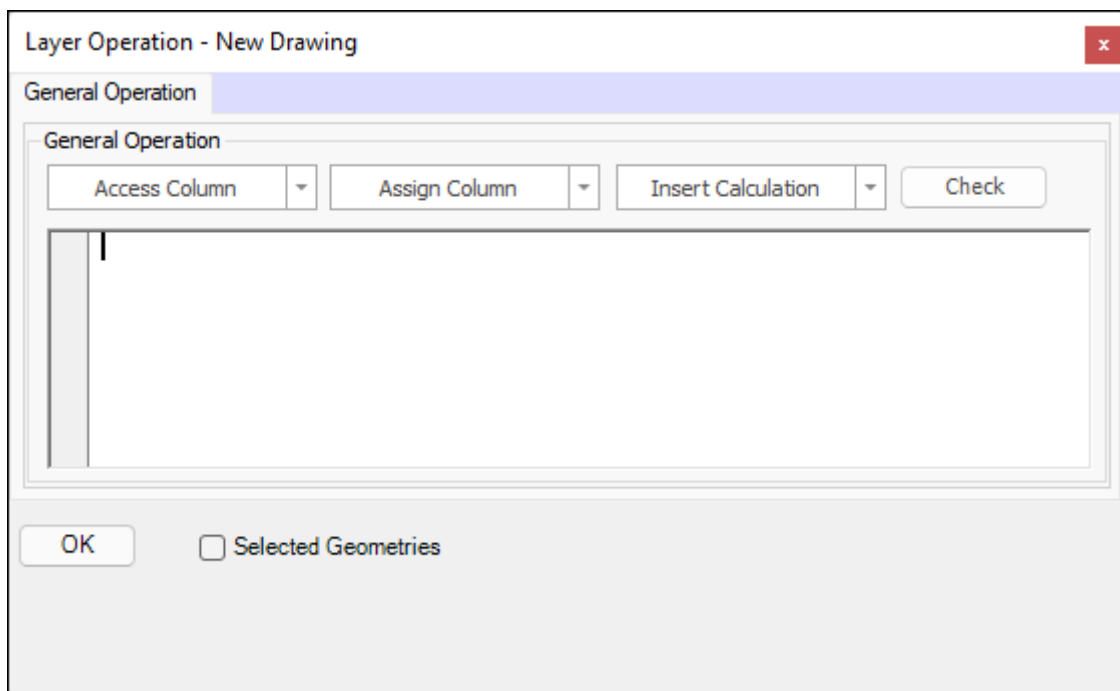 Layer Operation - New Drawing
x
General Operation
General Operation
Access Column Assign Column Insert Calculation Check
OK Selected Geometries